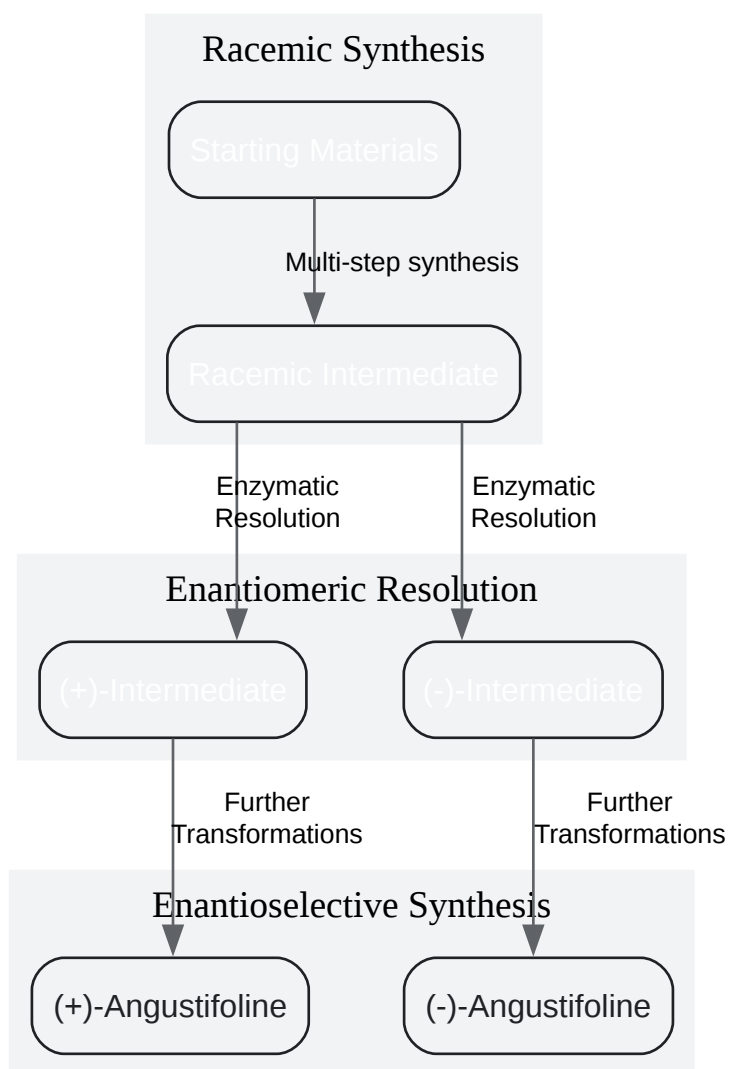 Racemic Synthesis
Starting Materials
Multi-step synthesis
Racemic Intermediate
Enzymatic
Resolution
Enzymatic
Resolution
Enantiomeric Resolution
(+)-Intermediate
(-)-Intermediate
Further
Transformations
Further
Transformations
Enantioselective Synthesis
(+)-Angustifoline
(-)-Angustifoline